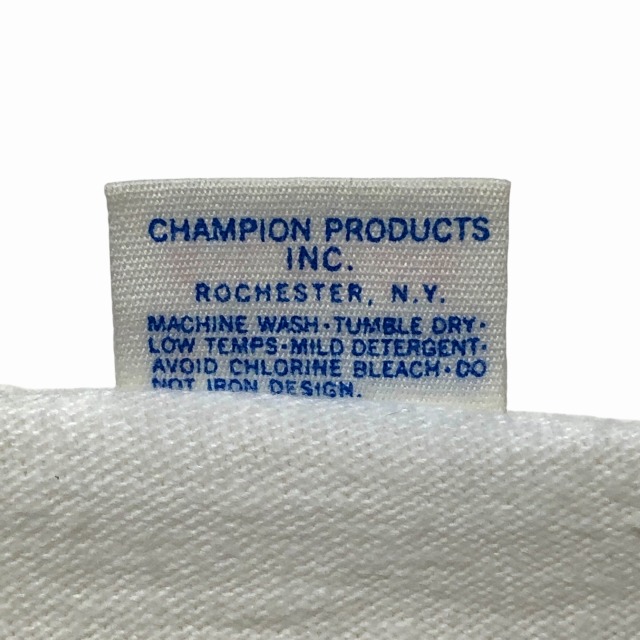 CHAMPION PRODUCTS
INC.
ROCHESTER, N.Y.
MACHINE WASH·TUMBLE DRY·
LOW TEMPS·MILD DETERGENT·
AVOID CHLORINE BLEACH·DO
NOT IRON DESIGN.